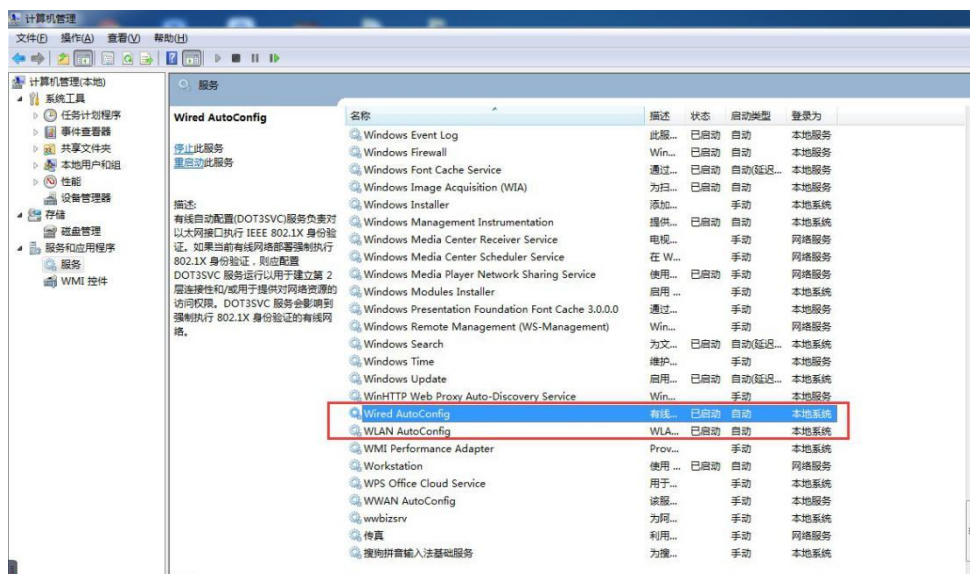 计算机管理
文件(F) 操作(A) 查看(V) 帮助(H)
计算机管理(本地)
系统工具
任务计划程序
事件查看器
共享文件夹
本地用户和组
性能
设备管理器
存储
磁盘管理
服务和应用程序
服务
WMI 控件
服务
Wired AutoConfig
停止此服务
重启动此服务
描述:
有线自动配置(DOT3SVC)服务负责对
以太网接口执行 IEEE 802.1X 身份验
证。如果当前有线网络部署强制执行
802.1X 身份验证，则应配置
DOT3SVC 服务运行以用于建立第 2
层连接性和/或用于提供对网络资源的
访问权限。DOT3SVC 服务会影响到
强制执行 802.1X 身份验证的有线网
络。
名称 描述 状态 启动类型 登录为
Windows Event Log 此服... 已启动 自动 本地服务
Windows Firewall Win... 已启动 自动 本地服务
Windows Font Cache Service 通过... 已启动 自动(延迟... 本地服务
Windows Image Acquisition (WIA) 为扫... 已启动 自动 本地服务
Windows Installer 添加... 手动 本地系统
Windows Management Instrumentation 提供... 已启动 自动 本地系统
Windows Media Center Receiver Service 电视... 手动 网络服务
Windows Media Center Scheduler Service 在 W... 手动 网络服务
Windows Media Player Network Sharing Service 使用... 已启动 手动 网络服务
Windows Modules Installer 启用 ... 手动 本地系统
Windows Presentation Foundation Font Cache 3.0.0.0 通过... 手动 本地服务
Windows Remote Management (WS-Management) Win... 手动 网络服务
Windows Search 为文... 已启动 自动(延迟... 本地系统
Windows Time 维护... 手动 本地服务
Windows Update 启用... 已启动 自动(延迟... 本地系统
WinHTTP Web Proxy Auto-Discovery Service Win... 手动 本地服务
Wired AutoConfig 有线... 已启动 自动 本地系统
WLAN AutoConfig WLA... 已启动 自动 本地系统
WMI Performance Adapter Prov... 手动 本地系统
Workstation 使用 ... 已启动 自动 网络服务
WPS Office Cloud Service 用于... 手动 本地系统
WWAN AutoConfig 该服... 手动 本地服务
wwbizsrv 为阿... 手动 本地系统
传真 利用... 手动 网络服务
搜狗拼音输入法基础服务 为搜... 手动 本地系统